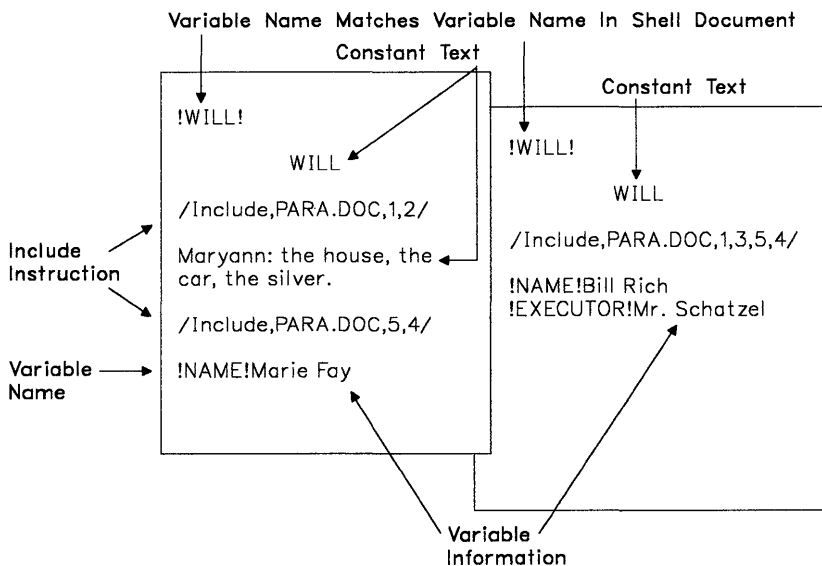 Variable Name Matches Variable Name In Shell Document
Constant Text
Constant Text
!WILL!
WILL
/Include,PARA.DOC,1,2/
Maryann: the house, the
car, the silver.
/Include,PARA.DOC,5,4/
!NAME!Marie Fay
Include
Instruction
Variable
Name
!WILL!
WILL
/Include,PARA.DOC,1,3,5,4/
!NAME!Bill Rich
!EXECUTOR!Mr. Schatzel
Variable
Information